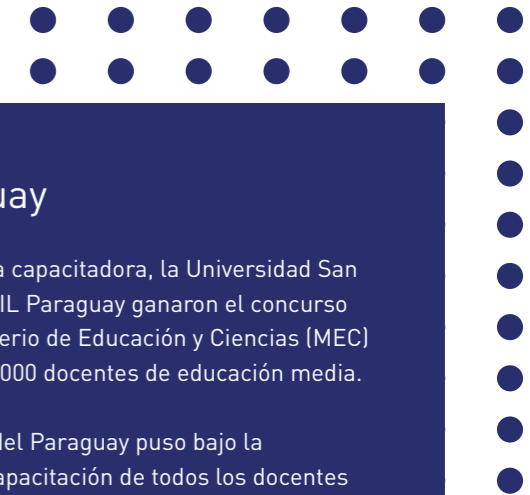 uay
a capacitadora, la Universidad San
IL Paraguay ganaron el concurso
erio de Educación y Ciencias (MEC)
000 docentes de educación media.
del Paraguay puso bajo la
apacitación de todos los docentes